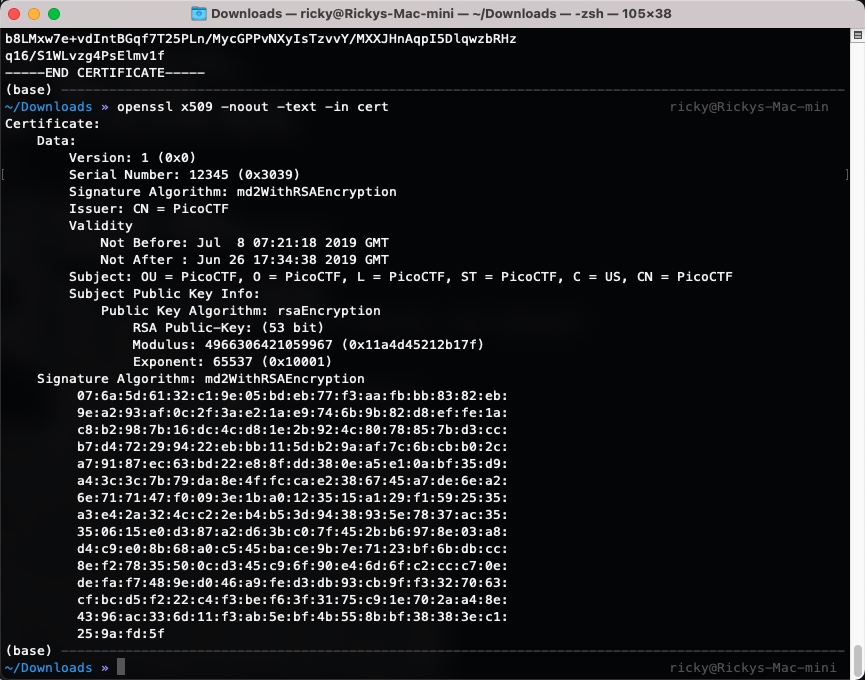 Downloads — ricky@Rickys-Mac-mini — ~/Downloads — -zsh — 105×38
b8LMxw7e+vdIntBGqf7T25PLn/MycGPPvNXyIsTzvvY/MXXJHnAqpI5DlqwzbRHz
q16/S1WLvzg4PsElmv1f
-----END CERTIFICATE-----
(base)
~/Downloads » openssl x509 -noout -text -in cert ricky@Rickys-Mac-min
Certificate:
Data:
Version: 1 (0x0)
Serial Number: 12345 (0x3039)
Signature Algorithm: md2WithRSAEncryption
Issuer: CN = PicoCTF
Validity
Not Before: Jul  8 07:21:18 2019 GMT
Not After : Jun 26 17:34:38 2019 GMT
Subject: OU = PicoCTF, O = PicoCTF, L = PicoCTF, ST = PicoCTF, C = US, CN = PicoCTF
Subject Public Key Info:
Public Key Algorithm: rsaEncryption
RSA Public-Key: (53 bit)
Modulus: 4966306421059967 (0x11a4d45212b17f)
Exponent: 65537 (0x10001)
Signature Algorithm: md2WithRSAEncryption
07:6a:5d:61:32:c1:9e:05:bd:eb:77:f3:aa:fb:bb:83:82:eb:
9e:a2:93:af:0c:2f:3a:e2:1a:e9:74:6b:9b:82:d8:ef:fe:1a:
c8:b2:98:7b:16:dc:4c:d8:1e:2b:92:4c:80:78:85:7b:d3:cc:
b7:d4:72:29:94:22:eb:bb:11:5d:b2:9a:af:7c:6b:cb:b0:2c:
a7:91:87:ec:63:bd:22:e8:8f:dd:38:0e:a5:e1:0a:bf:35:d9:
a4:3c:3c:7b:79:da:8e:4f:fc:ca:e2:38:67:45:a7:de:6e:a2:
6e:71:71:47:f0:09:3e:1b:a0:12:35:15:a1:29:f1:59:25:35:
a3:e4:2a:32:4c:c2:2e:b4:b5:3d:94:38:93:5e:78:37:ac:35:
35:06:15:e0:d3:87:a2:d6:3b:c0:7f:45:2b:b6:97:8e:03:a8:
d4:c9:e0:8b:68:a0:c5:45:ba:ce:9b:7e:71:23:bf:6b:db:cc:
8e:f2:78:35:50:0c:d3:45:c9:6f:90:e4:6d:6f:c2:cc:c7:0e:
de:fa:f7:48:9e:d0:46:a9:fe:d3:db:93:cb:9f:f3:32:70:63:
cf:bc:d5:f2:22:c4:f3:be:f6:3f:31:75:c9:1e:70:2a:a4:8e:
43:96:ac:33:6d:11:f3:ab:5e:bf:4b:55:8b:bf:38:38:3e:c1:
25:9a:fd:5f
(base)
~/Downloads » ricky@Rickys-Mac-mini